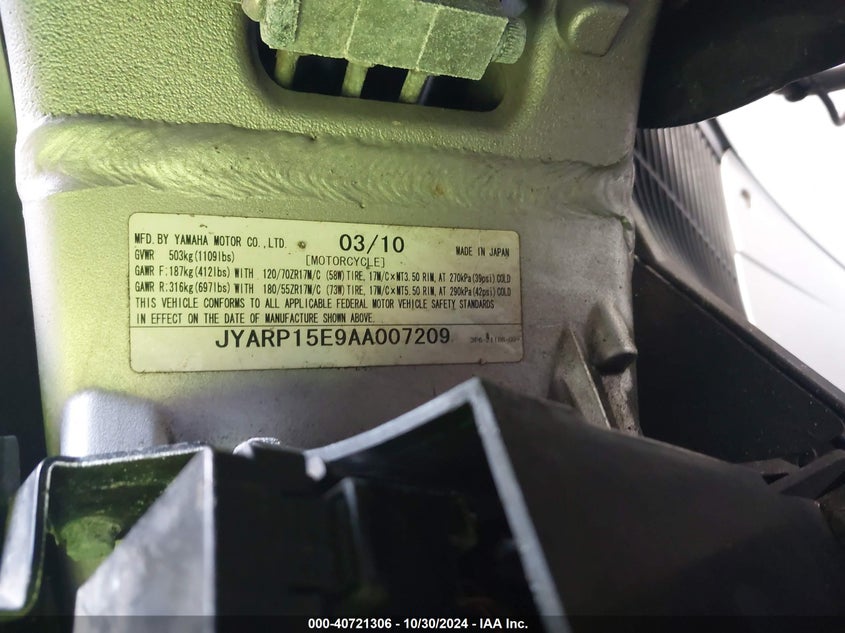 MFD. BY YAMAHA MOTOR CO.,LTD. 03/10 MADE IN JAPAN
GVWR 503kg(1109lbs) [MOTORCYCLE]
GAWR F:187kg(412lbs) WITH 120/70ZR17M/C (58W)TIRE, 17M/C×MT3.50 RIM, AT 270kPa(39psi) COLD
GAWR R:316kg(697lbs) WITH 180/55ZR17M/C (73W)TIRE, 17M/C×MT5.50 RIM, AT 290kPa(42psi) COLD
THIS VEHICLE CONFORMS TO ALL APPLICABLE FEDERAL MOTOR VEHICLE SAFETY STANDARDS
IN EFFECT ON THE DATE OF MANUFACTURE SHOWN ABOVE.
JYARP15E9AA007209
000-40721306 - 10/30/2024 - IAA Inc.